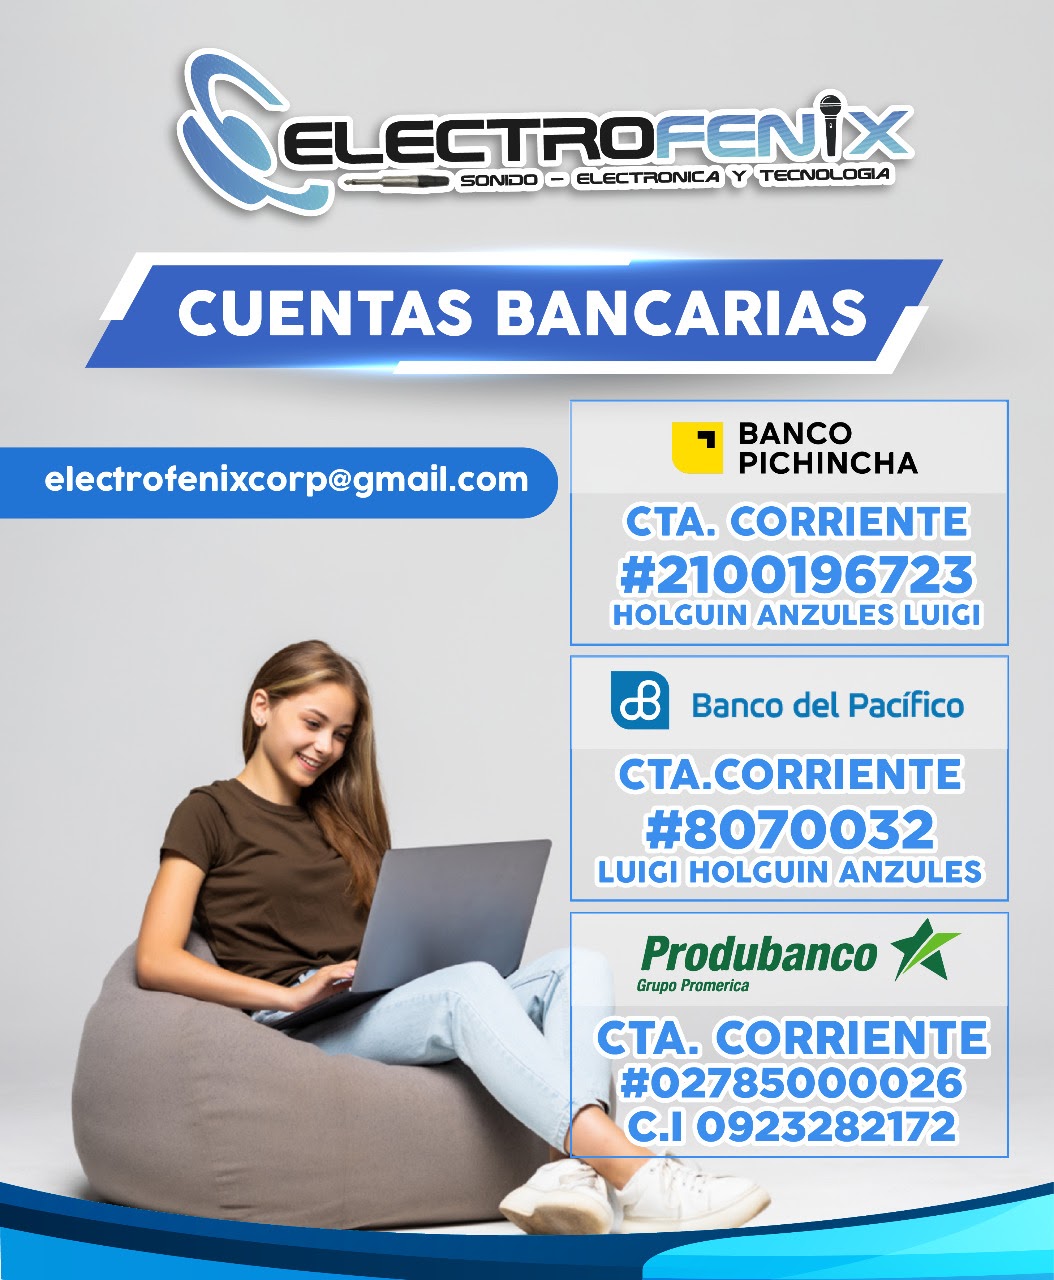 ELECTROFENIX
SONIDO - ELECTRONICA Y TECNOLOGIA
CUENTAS BANCARIAS
electrofenixcorp@gmail.com
BANCO
PICHINCHA
CTA. CORRIENTE
#2100196723
HOLGUIN ANZULES LUIGI
Banco del Pacífico
CTA.CORRIENTE
#8070032
LUIGI HOLGUIN ANZULES
Produbanco
Grupo Promerica
CTA. CORRIENTE
#02785000026
C.I 0923282172